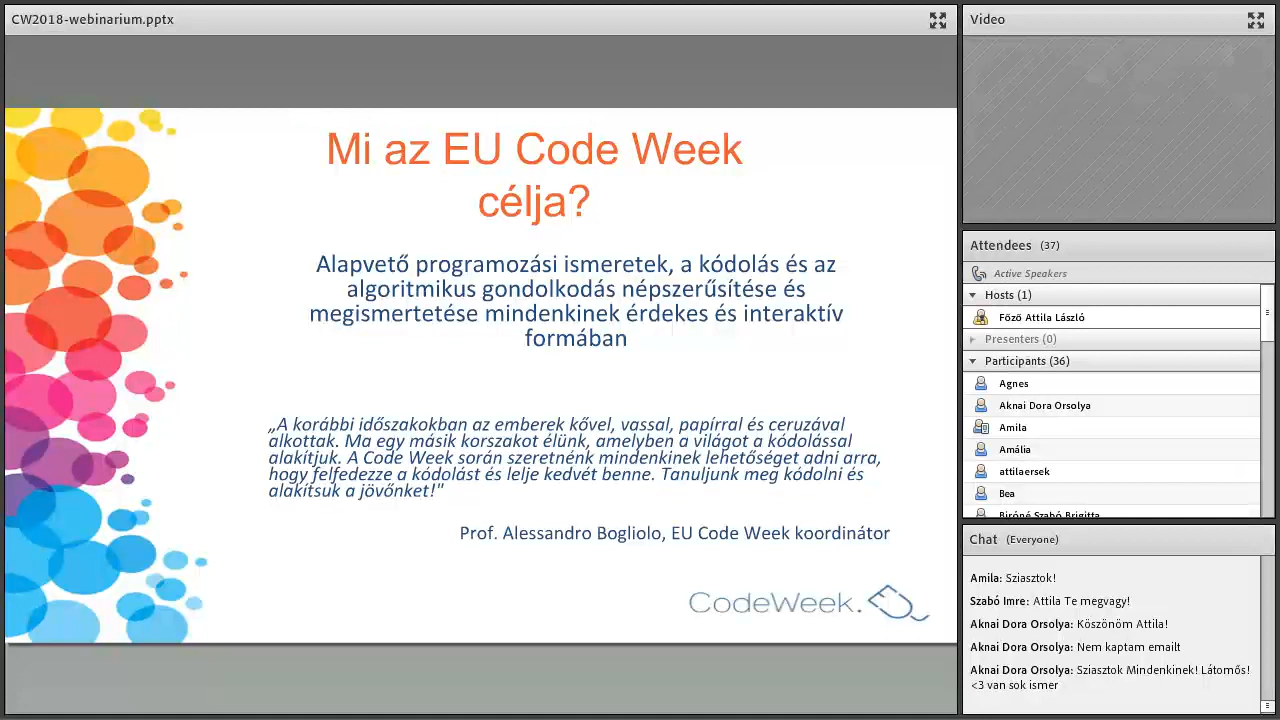 CW2018-webinarium.pptx
Mi az EU Code Week
célja?
Alapvető programozási ismeretek, a kódolás és az
algoritmikus gondolkodás népszerűsítése és
megismertetése mindenkinek érdekes és interaktív
formában
„A korábbi időszakokban az emberek kővel, vassal, papírral és ceruzával
alkottak. Ma egy másik korszakot élünk, amelyben a világot a kódolással
alakítjuk. A Code Week során szeretnénk mindenkinek lehetőséget adni arra,
hogy felfedezze a kódolást és lelje kedvét benne. Tanuljunk meg kódolni és
alakítsuk a jövőnket!"
Prof. Alessandro Bogliolo, EU Code Week koordinátor
CodeWeek.
Video
Attendees (37)
Active Speakers
Hosts (1)
Főző Attila László
Presenters (0)
Participants (36)
Agnes
Aknai Dora Orsolya
Amila
Amália
attilaersek
Bea
Biróné Szabó Brigitta
Chat (Everyone)
Amila: Sziasztok!
Szabó Imre: Attila Te megvagy!
Aknai Dora Orsolya: Köszönöm Attila!
Aknai Dora Orsolya: Nem kaptam emailt
Aknai Dora Orsolya: Sziasztok Mindenkinek! Látomős!
<3 van sok ismer